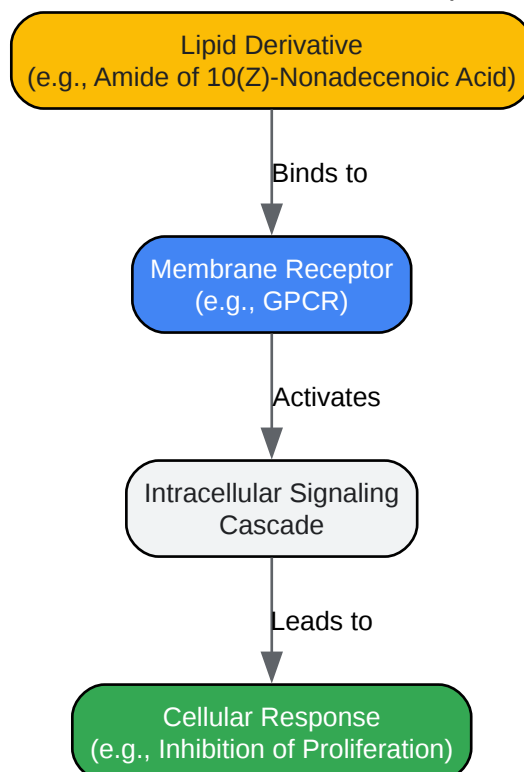 Lipid Derivative
(e.g., Amide of 10(Z)-Nonadecenoic Acid)
Binds to
Membrane Receptor
(e.g., GPCR)
Activates
Intracellular Signaling
Cascade
Leads to
Cellular Response
(e.g., Inhibition of Proliferation)